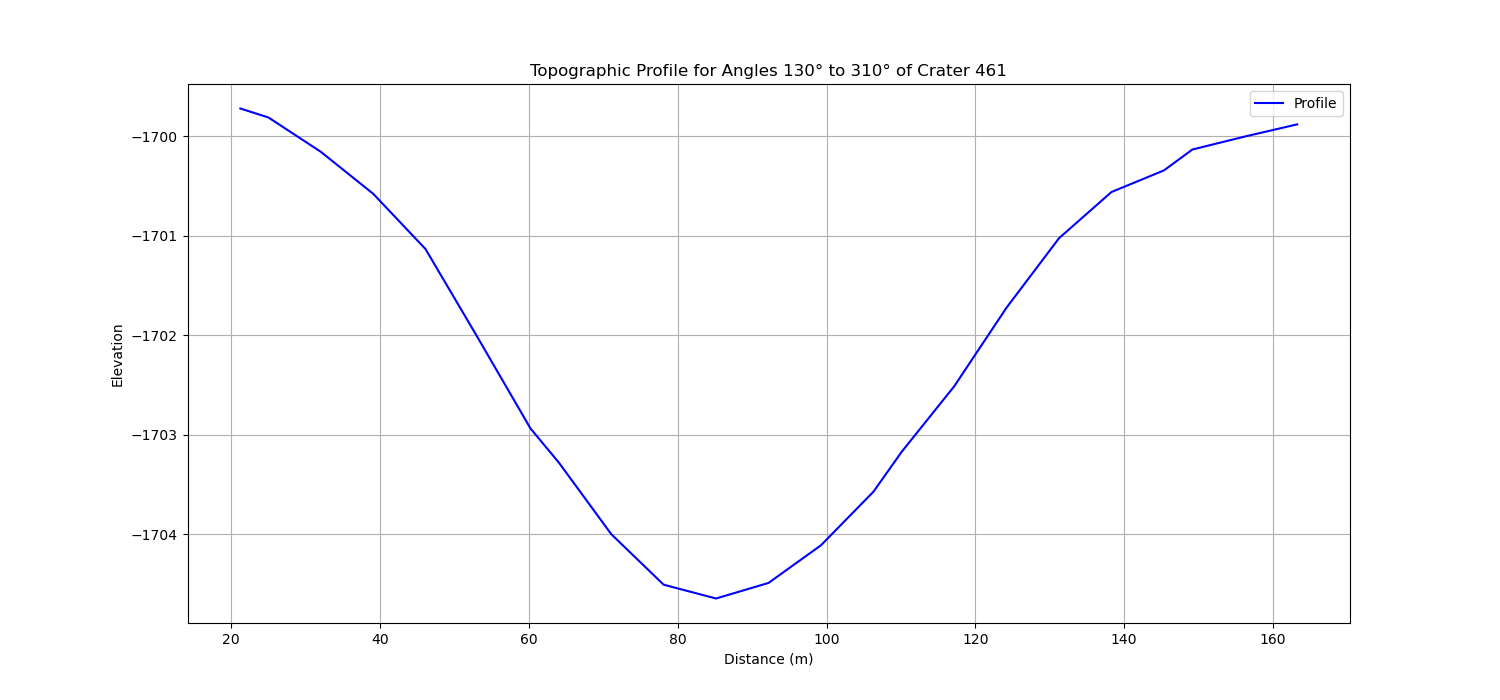 Topographic Profile for Angles 130° to 310° of Crater 461
Profile
−1700
−1701
−1702
−1703
−1704
Elevation
20 40 60 80 100 120 140 160
Distance (m)